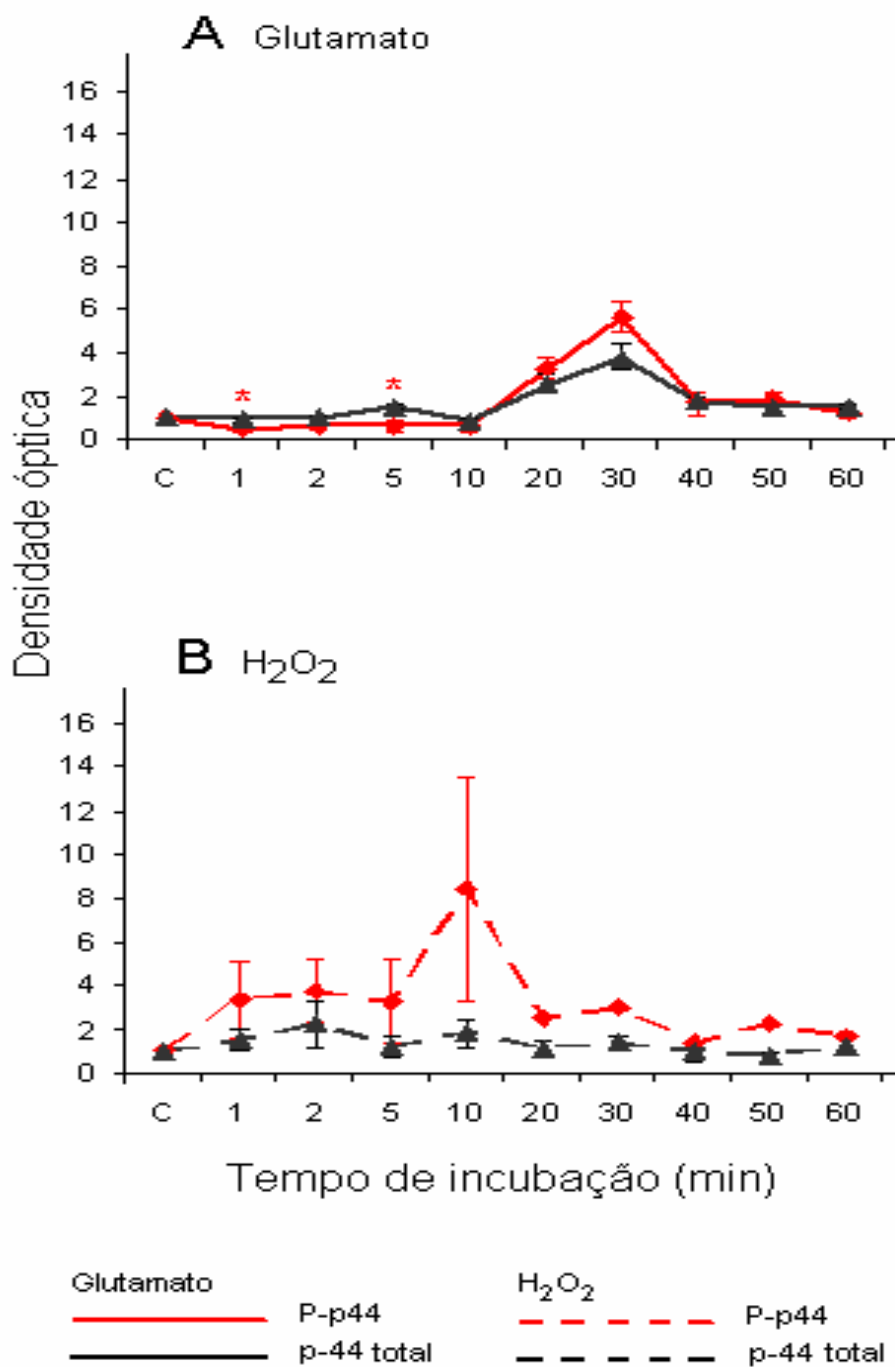 A Glutamato
16
14
12
10
8
6
4
2
0
* *
C 1 2 5 10 20 30 40 50 60
Densidade óptica
B H₂O₂
16
14
12
10
8
6
4
2
0
C 1 2 5 10 20 30 40 50 60
Tempo de incubação (min)
Glutamato
P-p44
p-44 total
H₂O₂
P-p44
p-44 total